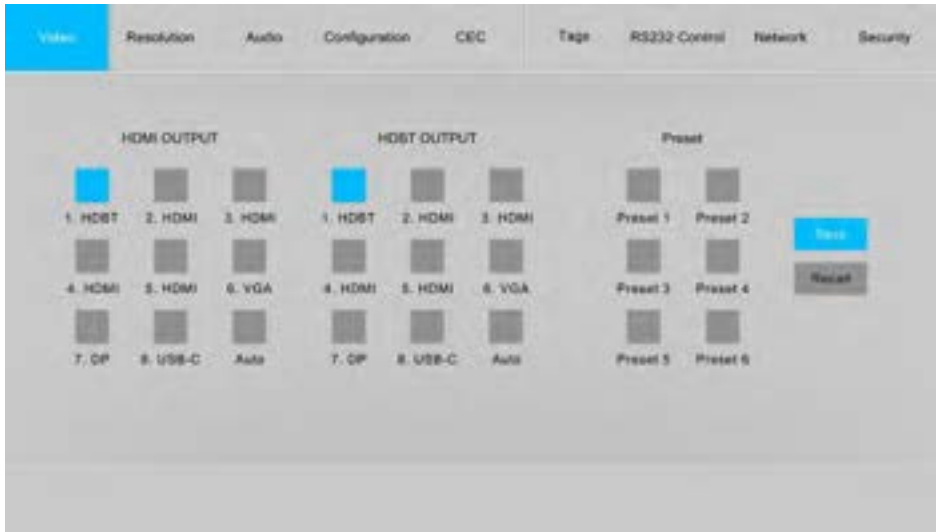 Video Resolution Audio Configuration CEC Tags RS232 Control Network Security
HDMI OUTPUT HDBT OUTPUT Preset
1. HDBT 2. HDMI 3. HDMI 1. HDBT 2. HDMI 3. HDMI Preset 1 Preset 2
Save
4. HDMI 5. HDMI 6. VGA 4. HDMI 5. HDMI 6. VGA Preset 3 Preset 4
Recall
7. DP 8. USB-C Auto 7. DP 8. USB-C Auto Preset 5 Preset 6